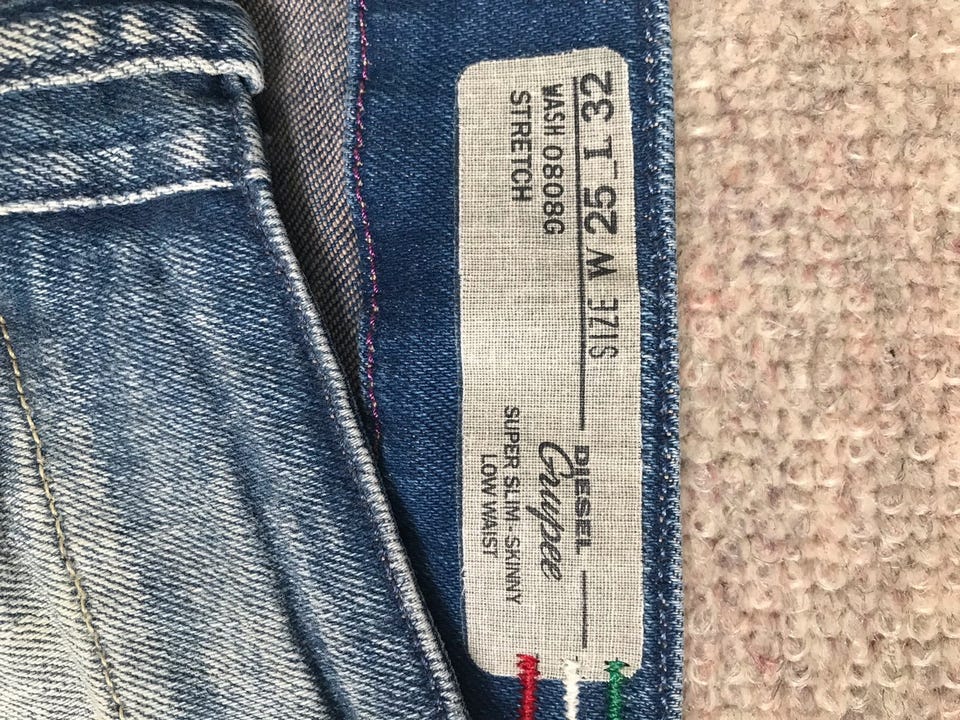 SIZE W 25 L 32
WASH 0808G
STRETCH
DIESEL
Grupee
SUPER SLIM-SKINNY
LOW WAIST